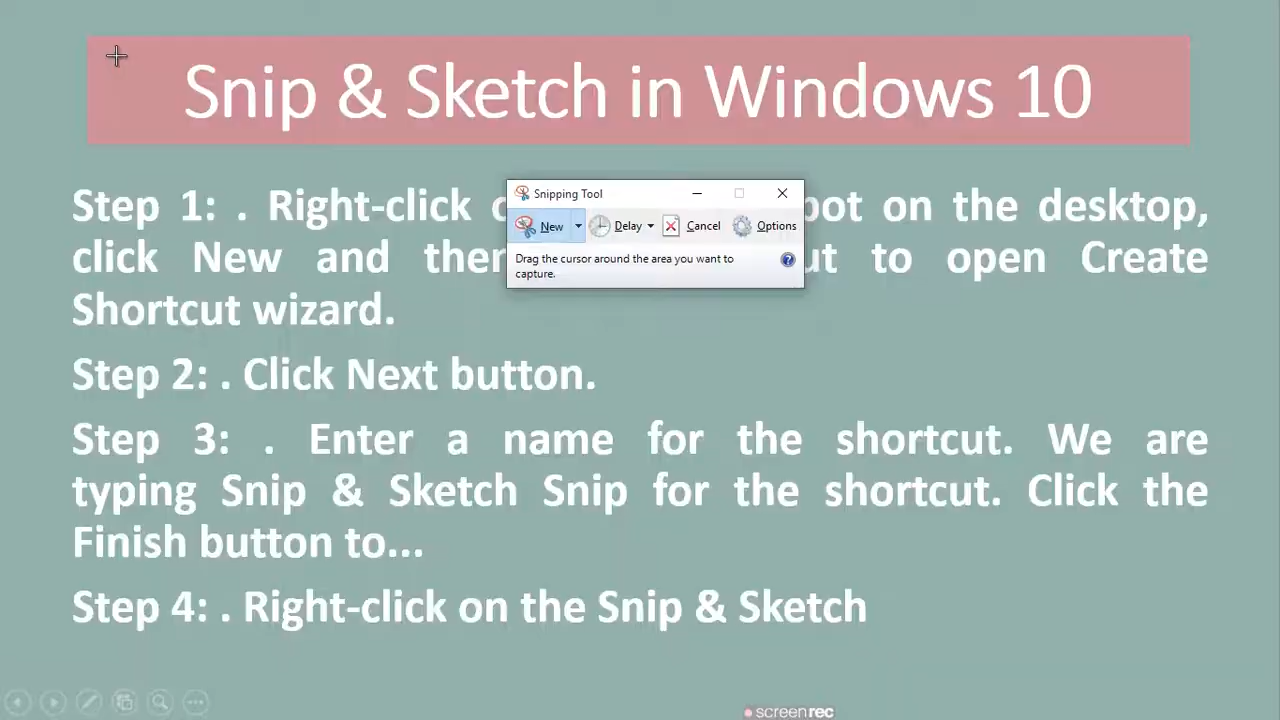 Snip & Sketch in Windows 10
Step 1: . Right-click on the desktop,
click New and then to open Create
Shortcut wizard.
Snipping Tool
New Delay Cancel Options
Drag the cursor around the area you want to
capture.
Step 2: . Click Next button.
Step 3: . Enter a name for the shortcut. We are
typing Snip & Sketch Snip for the shortcut. Click the
Finish button to...
Step 4: . Right-click on the Snip & Sketch
screenrec